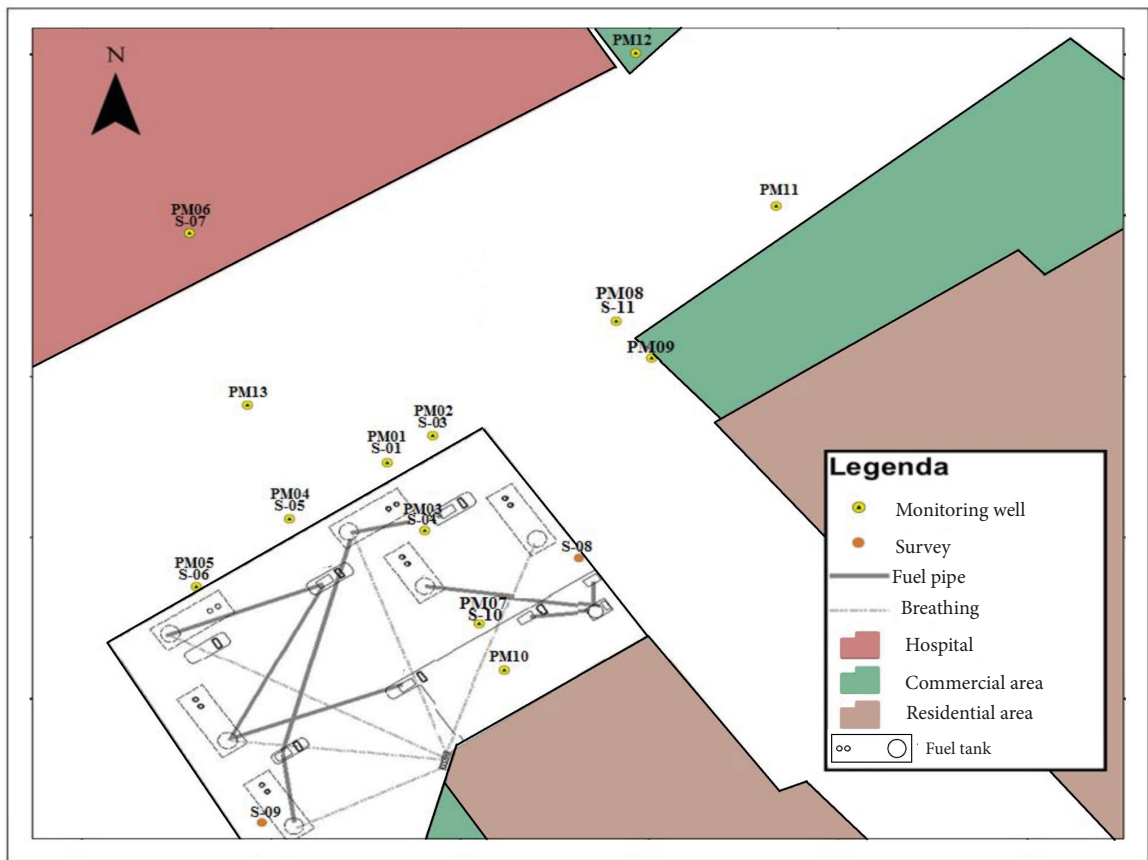 N
PM12
PM11
PM06
S-07
PM08
S-11
PM09
PM13
PM02
S-03
PM01
S-01
PM04
S-05
PM03
S-04
PM05
S-06
S-08
PM07
S-10
PM10
S-09
Legenda
Monitoring well
Survey
Fuel pipe
Breathing
Hospital
Commercial area
Residential area
Fuel tank